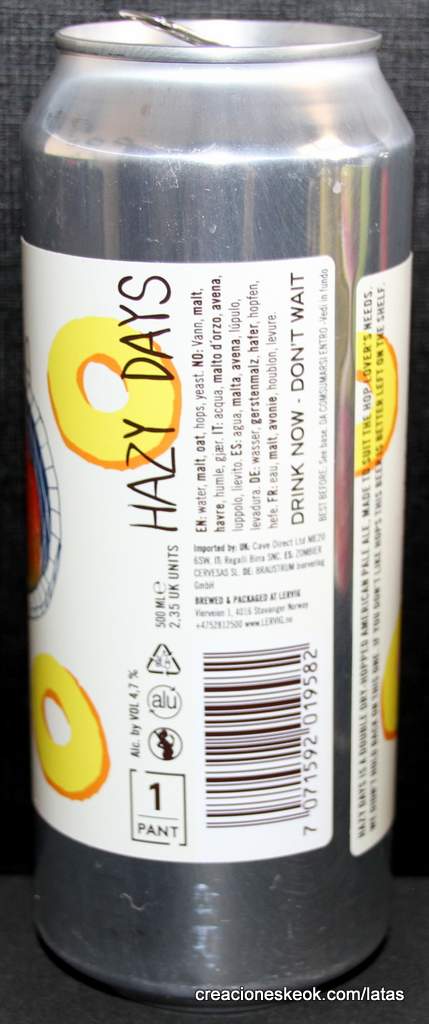 HAZY DAYS
EN: water, malt, oat, hops, yeast. NO: Vann, malt,
havre, humle, gjær. IT: acqua, malto d'orzo, avena,
luppolo, lievito. ES: agua, malta, avena, lúpulo,
levadura. DE: wasser, gerstenmalz, hafer, hopfen,
hefe. FR: eau, malt, avonie, houblon, levure.
DRINK NOW - DON'T WAIT
BEST BEFORE: See base. DA CONSUMARSI ENTRO: Vedi in fundo
500 ML e
2,35 UK UNITS
Imported by: UK: Cave Direct Ltd ME20
6SW. IT: Regalli Birra SNC. ES: ZOMBIER
CERVESAS SL. DE: BRAUSTURM
GmbH
BREWED & PACKAGED AT LERVIG
Vierveien 1, 4016 Stavanger Norway
+4752812500 www.LERVIG.no
Alc. by VOL 4,7 %
alu
1
PANT
7 071592 019582
HAZY DAYS IS A DOUBLE DRY-HOPPED AMERICAN PALE ALE, MADE TO SUIT THE HOP LOVER'S NEEDS.
WE DIDN'T HOLD BACK ON THIS ONE. IF YOU DON'T LIKE HOPS THIS BEER IS BETTER LEFT ON THE SHELF.
creacioneskeok.com/latas